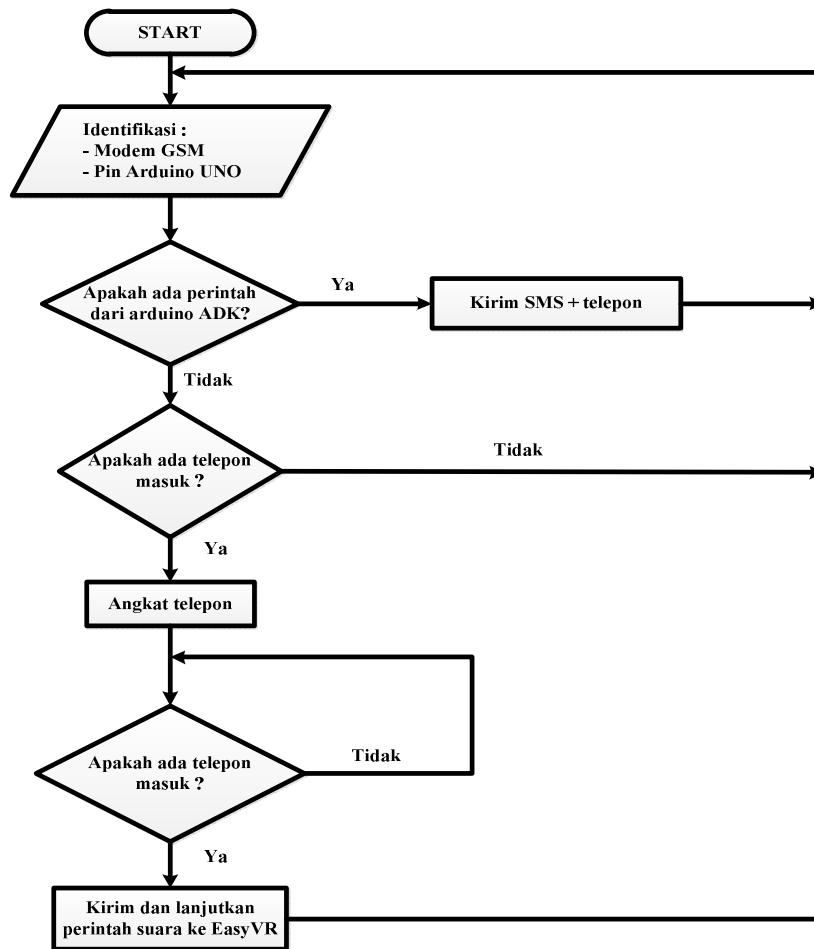 START
Identifikasi :
- Modem GSM
- Pin Arduino UNO
Apakah ada perintah
dari arduino ADK?
Ya
Kirim SMS + telepon
Tidak
Apakah ada telepon
masuk ?
Tidak
Ya
Angkat telepon
Apakah ada telepon
masuk ?
Tidak
Ya
Kirim dan lanjutkan
perintah suara ke EasyVR